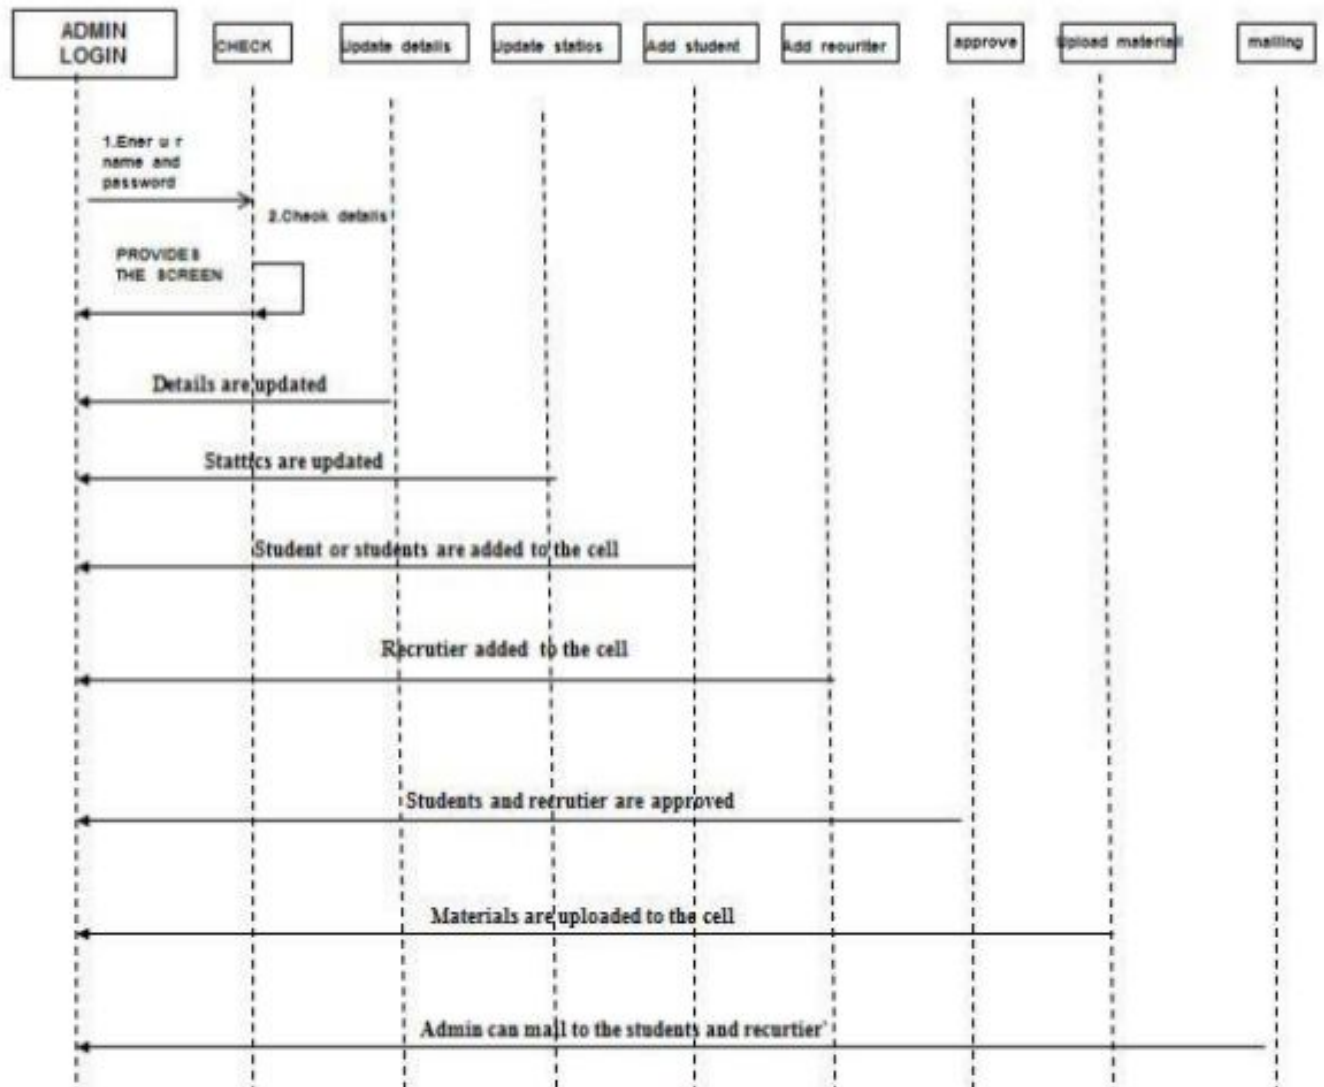 ADMIN
LOGIN
CHECK
Update details
Update statios
Add student
Add recuriter
approve
Upload materiall
mailing
1.Ener u r
name and
password
2.Check details
PROVIDES
THE SCREEN
Details are updated
Stattics are updated
Student or students are added to the cell
Recrutier added to the cell
Students and recrutier are approved
Materials are uploaded to the cell
Admin can mail to the students and recurtier'